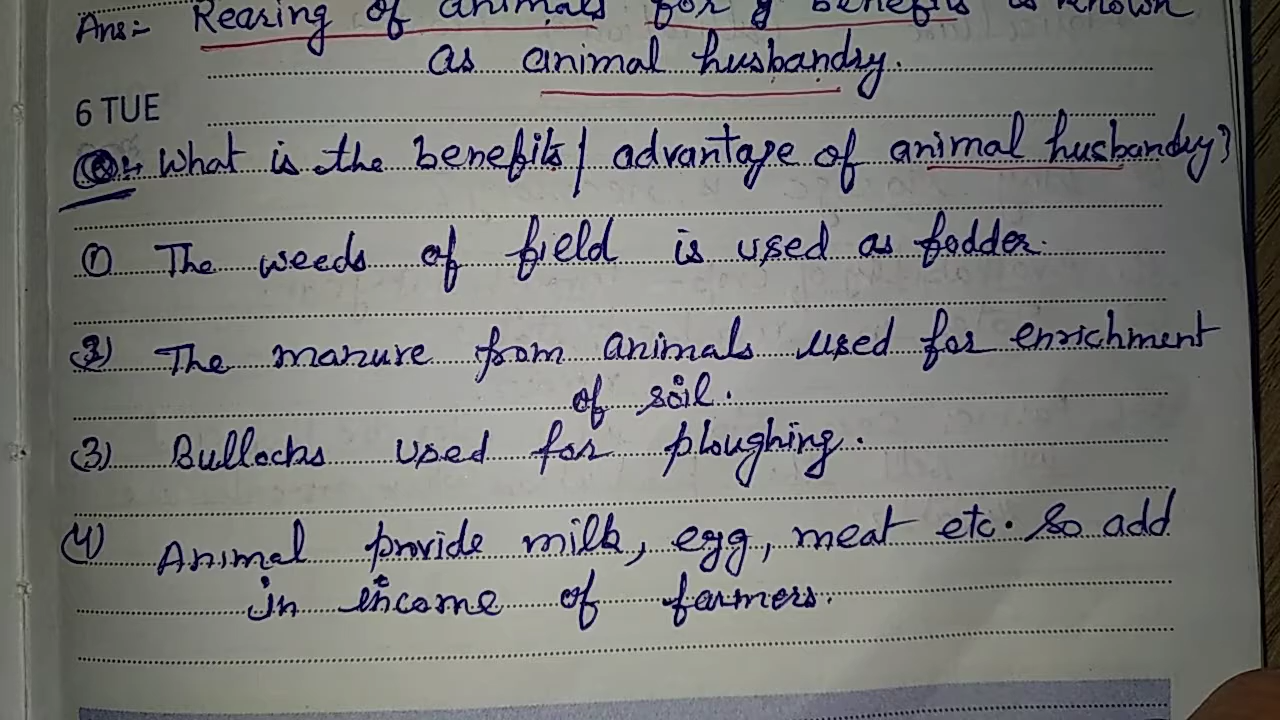 Ans:- Rearing of animals for g benefits is known
as animal husbandry.
6 TUE
Q:- What is the benefits/ advantage of animal husbandry?
① The weeds of field is used as fodder.
(2) The manure from animals used for enrichment
of soil.
(3) Bullocks used for ploughing.
(4) Animal provide milk, egg, meat etc. So add
in income of farmers.